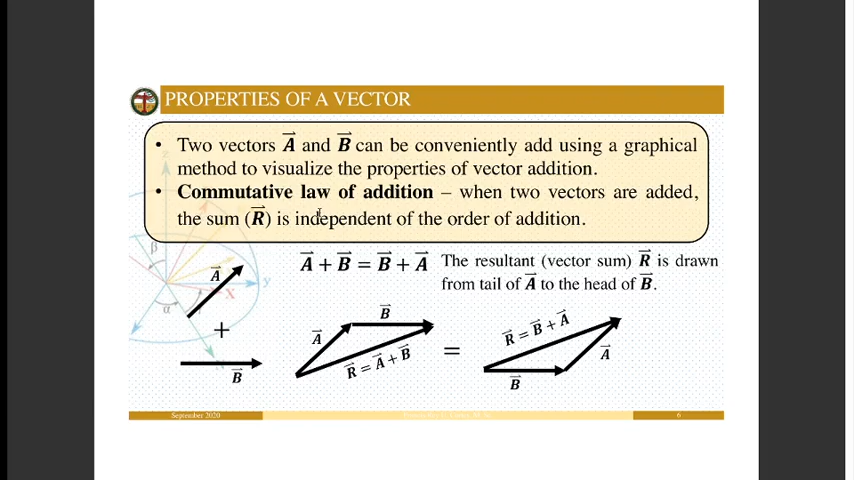 PROPERTIES OF A VECTOR
• Two vectors A⃗ and B⃗ can be conveniently add using a graphical
method to visualize the properties of vector addition.
• Commutative law of addition – when two vectors are added,
the sum (R⃗) is independent of the order of addition.
A⃗ + B⃗ = B⃗ + A⃗
The resultant (vector sum) R⃗ is drawn
from tail of A⃗ to the head of B⃗.
β
y
x
α
A⃗
+
B⃗
A⃗
B⃗
R⃗ = A⃗ + B⃗
=
R⃗ = B⃗ + A⃗
A⃗
B⃗
September 2020
6